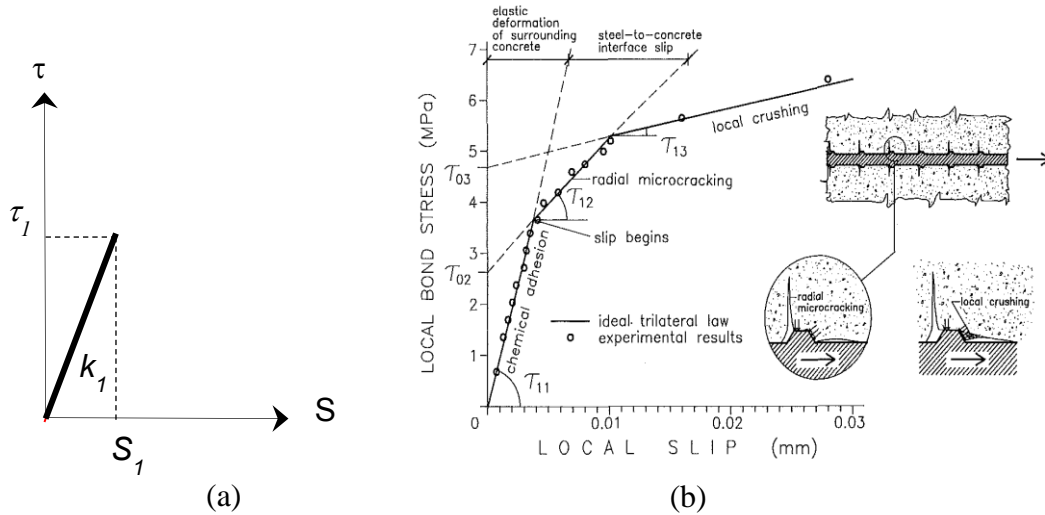 τ
τ1
k1
S
S1
(a)
elastic
deformation
of surrounding
concrete
steel-to-concrete
interface slip
LOCAL BOND STRESS (MPa)
7
6
5
4
3
2
1
0
τ03
τ02
τ13
τ12
τ11
local crushing
radial microcracking
slip begins
chemical adhesion
ideal trilateral law
experimental results
radial
microcracking
local crushing
0
0.01
0.02
0.03
LOCAL SLIP (mm)
(b)